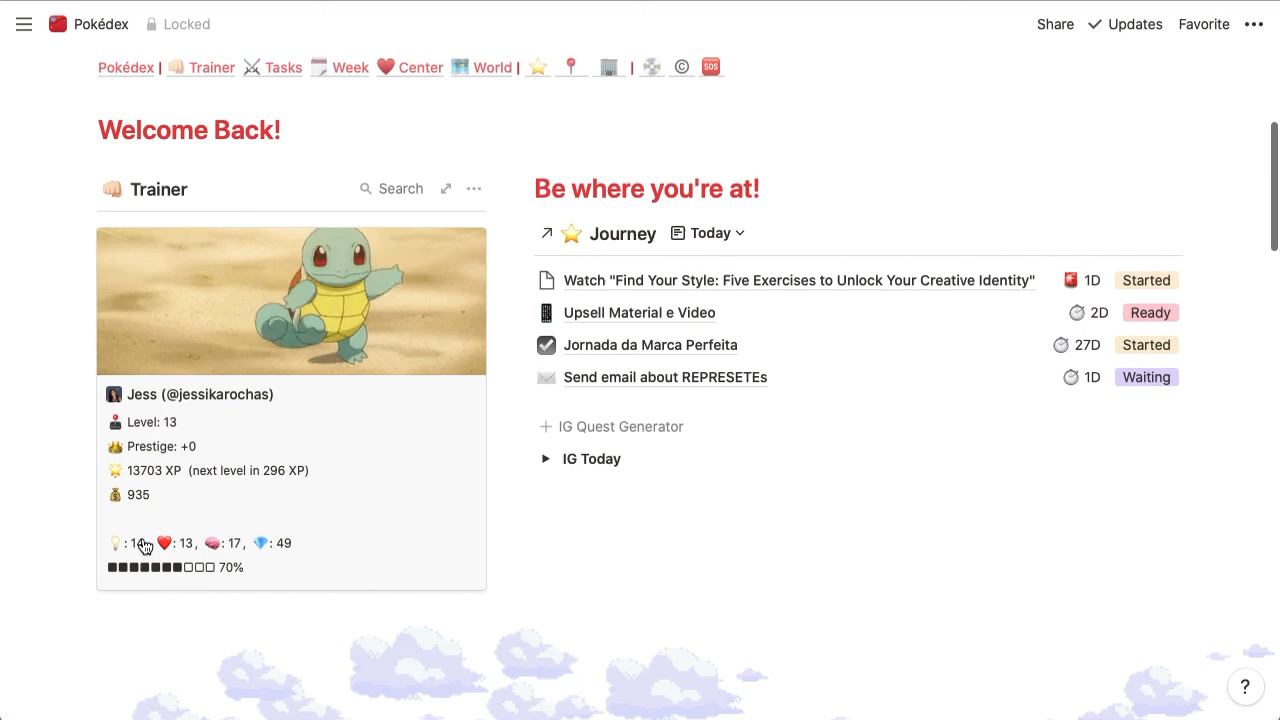 Pokédex Locked Share Updates Favorite
Pokédex | Trainer Tasks Week Center World | | © SOS
Welcome Back!
Trainer Search
Be where you're at!
Journey Today
Watch "Find Your Style: Five Exercises to Unlock Your Creative Identity" 1D Started
Upsell Material e Video 2D Ready
Jornada da Marca Perfeita 27D Started
Send email about REPRESETEs 1D Waiting
IG Quest Generator
IG Today
Jess (@jessikarochas)
Level: 13
Prestige: +0
13703 XP (next level in 296 XP)
935
: 13, : 17, : 49
70%
?